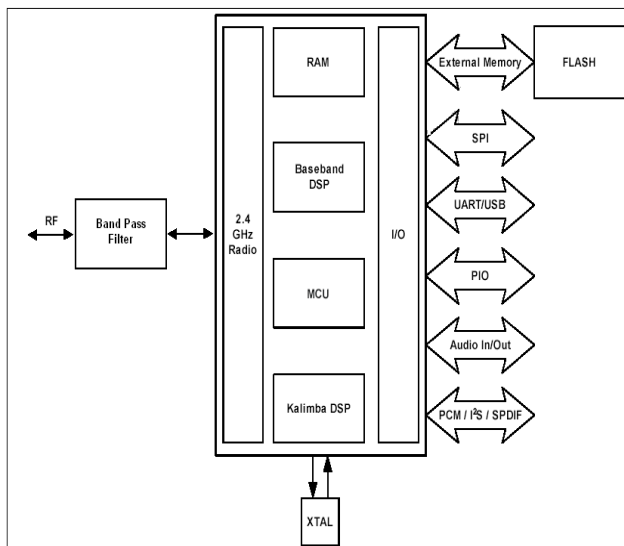 RAM
External Memory
FLASH
SPI
Baseband
DSP
UART/USB
RF
Band Pass
Filter
2.4
GHz
Radio
I/O
PIO
MCU
Audio In/Out
Kalimba DSP
PCM / I²S / SPDIF
XTAL